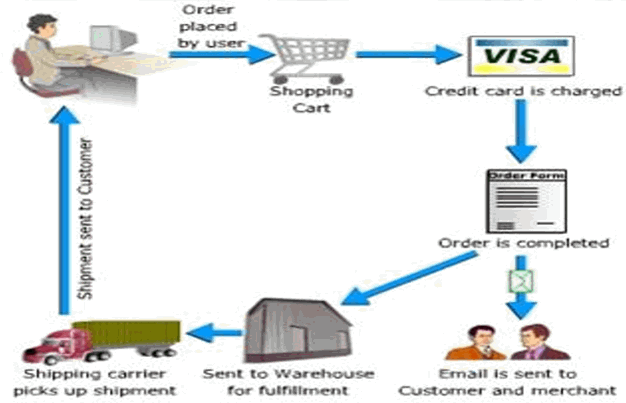 Order
placed
by user
Shopping
Cart
VISA
Credit card is charged
Order Form
Order is completed
Email is sent to
Customer and merchant
Sent to Warehouse
for fulfillment
Shipping carrier
picks up shipment
Shipment sent to Customer